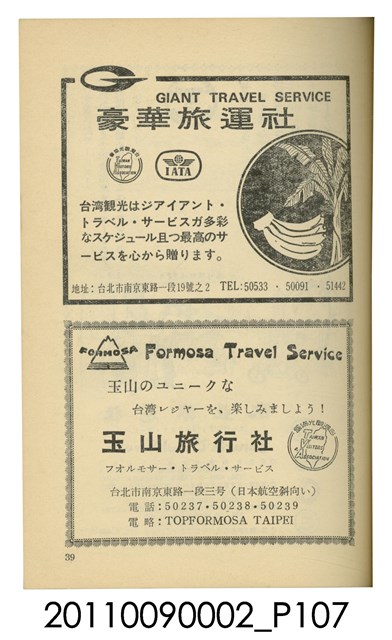 GIANT TRAVEL SERVICE
豪華旅運社
IATA
台湾観光はジアイアント・
トラベル・サービスガ多彩
なスケジュール且つ最高のサ
ービスを心から贈ります。
地址:台北市南京東路一段19號之2 TEL:50533・50091・51442
FORMOSA
Formosa Travel Service
玉山のユニークな
台湾レジャーを、楽しみましよう!
玉山旅行社
フオルモサー・トラベル・サービス
台北市南京東路一段三号(日本航空斜向い)
電話:50237・50238・50239
電略:TOPFORMOSA TAIPEI
39
20110090002_P107